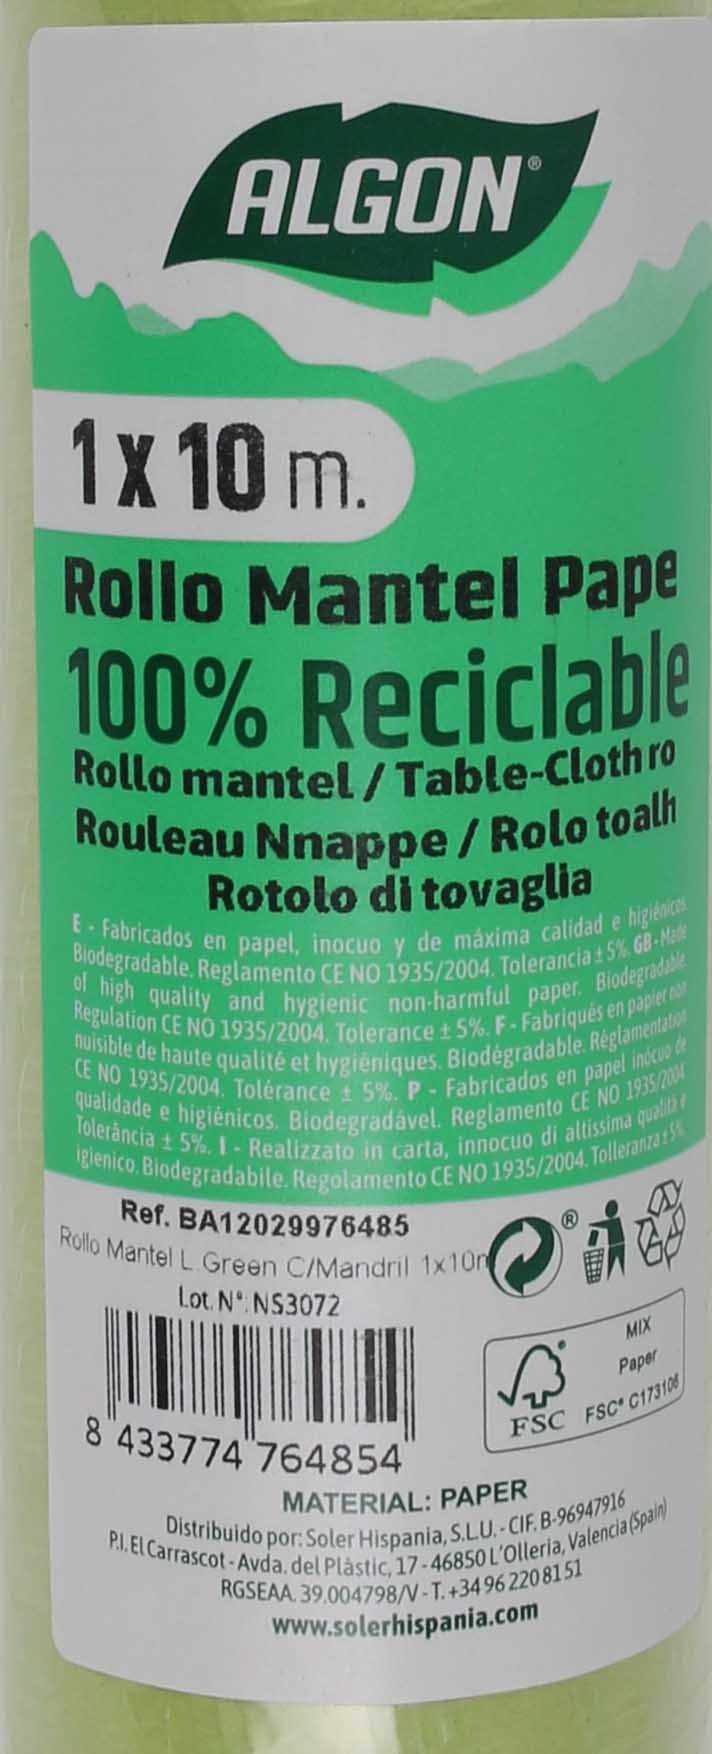 ALGON®
1 x 10 m.
Rollo Mantel Pape
100% Reciclable
Rollo mantel / Table-Cloth ro
Rouleau Nnappe / Rolo toalh
Rotolo di tovaglia
E - Fabricados en papel, inocuo y de máxima calidad e higiénicos.
Biodegradable. Reglamento CE NO 1935/2004. Tolerancia ± 5%. GB - Made
of high quality and hygienic non-harmful paper. Biodegradable.
Regulation CE NO 1935/2004. Tolerance ± 5%. F - Fabriqués en papier non
nuisible de haute qualité et hygiéniques. Biodégradable. Réglamentation
CE NO 1935/2004. Tolérance ± 5%. P - Fabricados en papel inócuo de
qualidade e higiénicos. Biodegradável. Reglamento CE NO 1935/2004.
Tolerância ± 5%. I - Realizzato in carta, innocuo di altissima qualità e
igienico. Biodegradabile. Regolamento CE NO 1935/2004. Tolleranza ± 5%.
Ref. BA12029976485
Rollo Mantel L. Green C/Mandril 1x10m
Lot. Nº: NS3072
8 433774 764854
®
MIX
Paper
FSC
FSC® C173106
MATERIAL: PAPER
Distribuido por: Soler Hispania, S.L.U. - CIF. B-96947916
P.I. El Carrascot - Avda. del Plàstic, 17 - 46850 L'Olleria, Valencia (Spain)
RGSEAA. 39.004798/V - T. +34 96 220 81 51
www.solerhispania.com